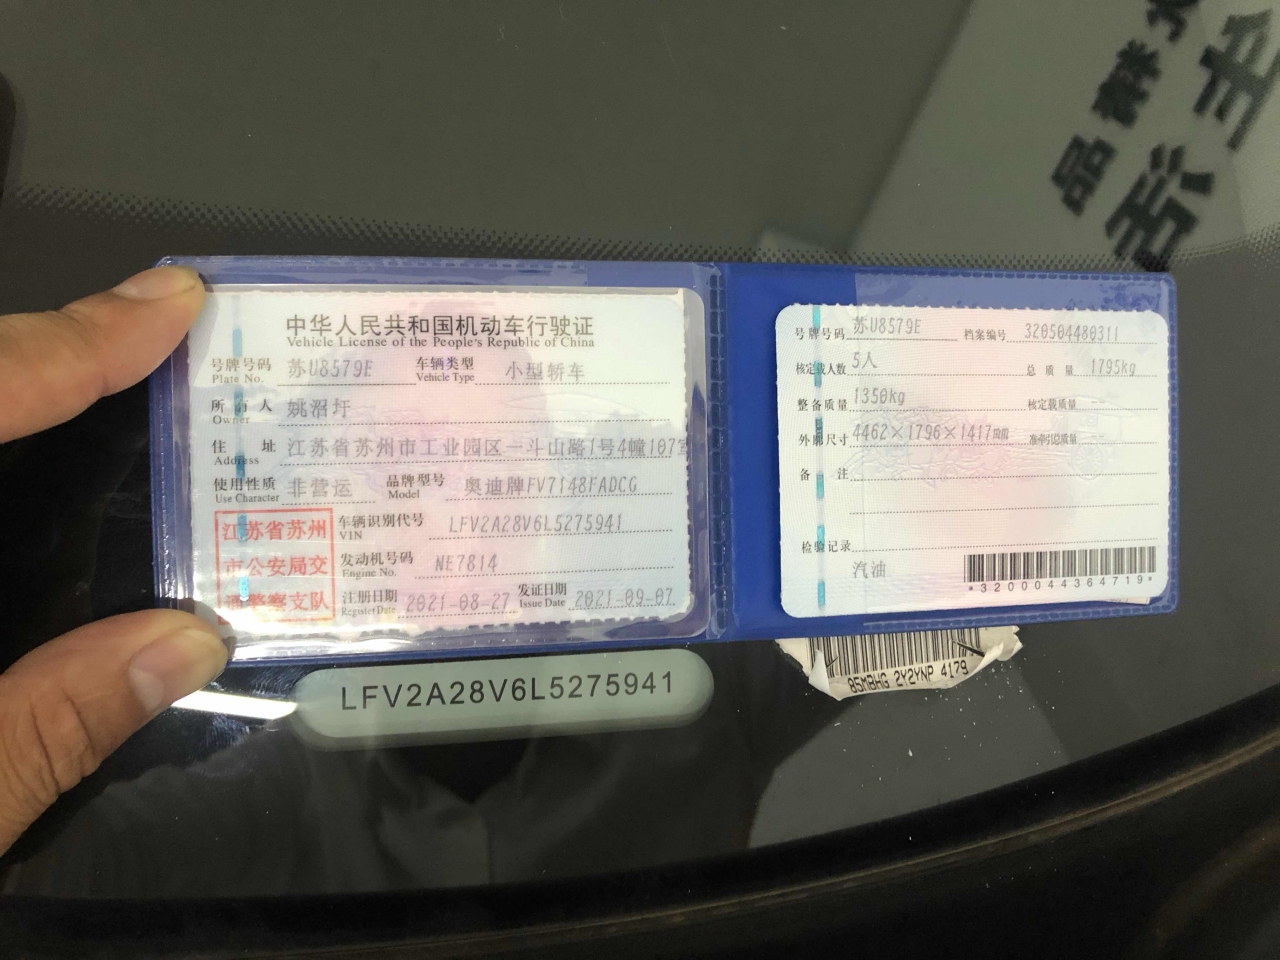 中华人民共和国机动车行驶证
Vehicle License of the People's Republic of China
号牌号码 苏U8579E 车辆类型 小型轿车
Plate No. Vehicle Type
所有人 姚沼圩
Owner
住址 江苏省苏州市工业园区一斗山路1号4幢107室
Address
使用性质 非营运 品牌型号 奥迪牌FV7148FADCG
Use Character Model
江苏省苏州
市公安局交
通警察支队
车辆识别代号 LFV2A28V6L5275941
VIN
发动机号码 NE7814
Engine No.
注册日期 2021-08-27 发证日期 2021-09-07
Register Date Issue Date
号牌号码 苏U8579E 档案编号 320504480311
核定载人数 5人 总质量 1795kg
整备质量 1350kg 核定载质量 --
外廓尺寸 4462×1796×1417mm 准牵引总质量 --
备注
检验记录
汽油
*3200044364719*
LFV2A28V6L5275941
85MBHG 2Y2YNP 4179
品牌